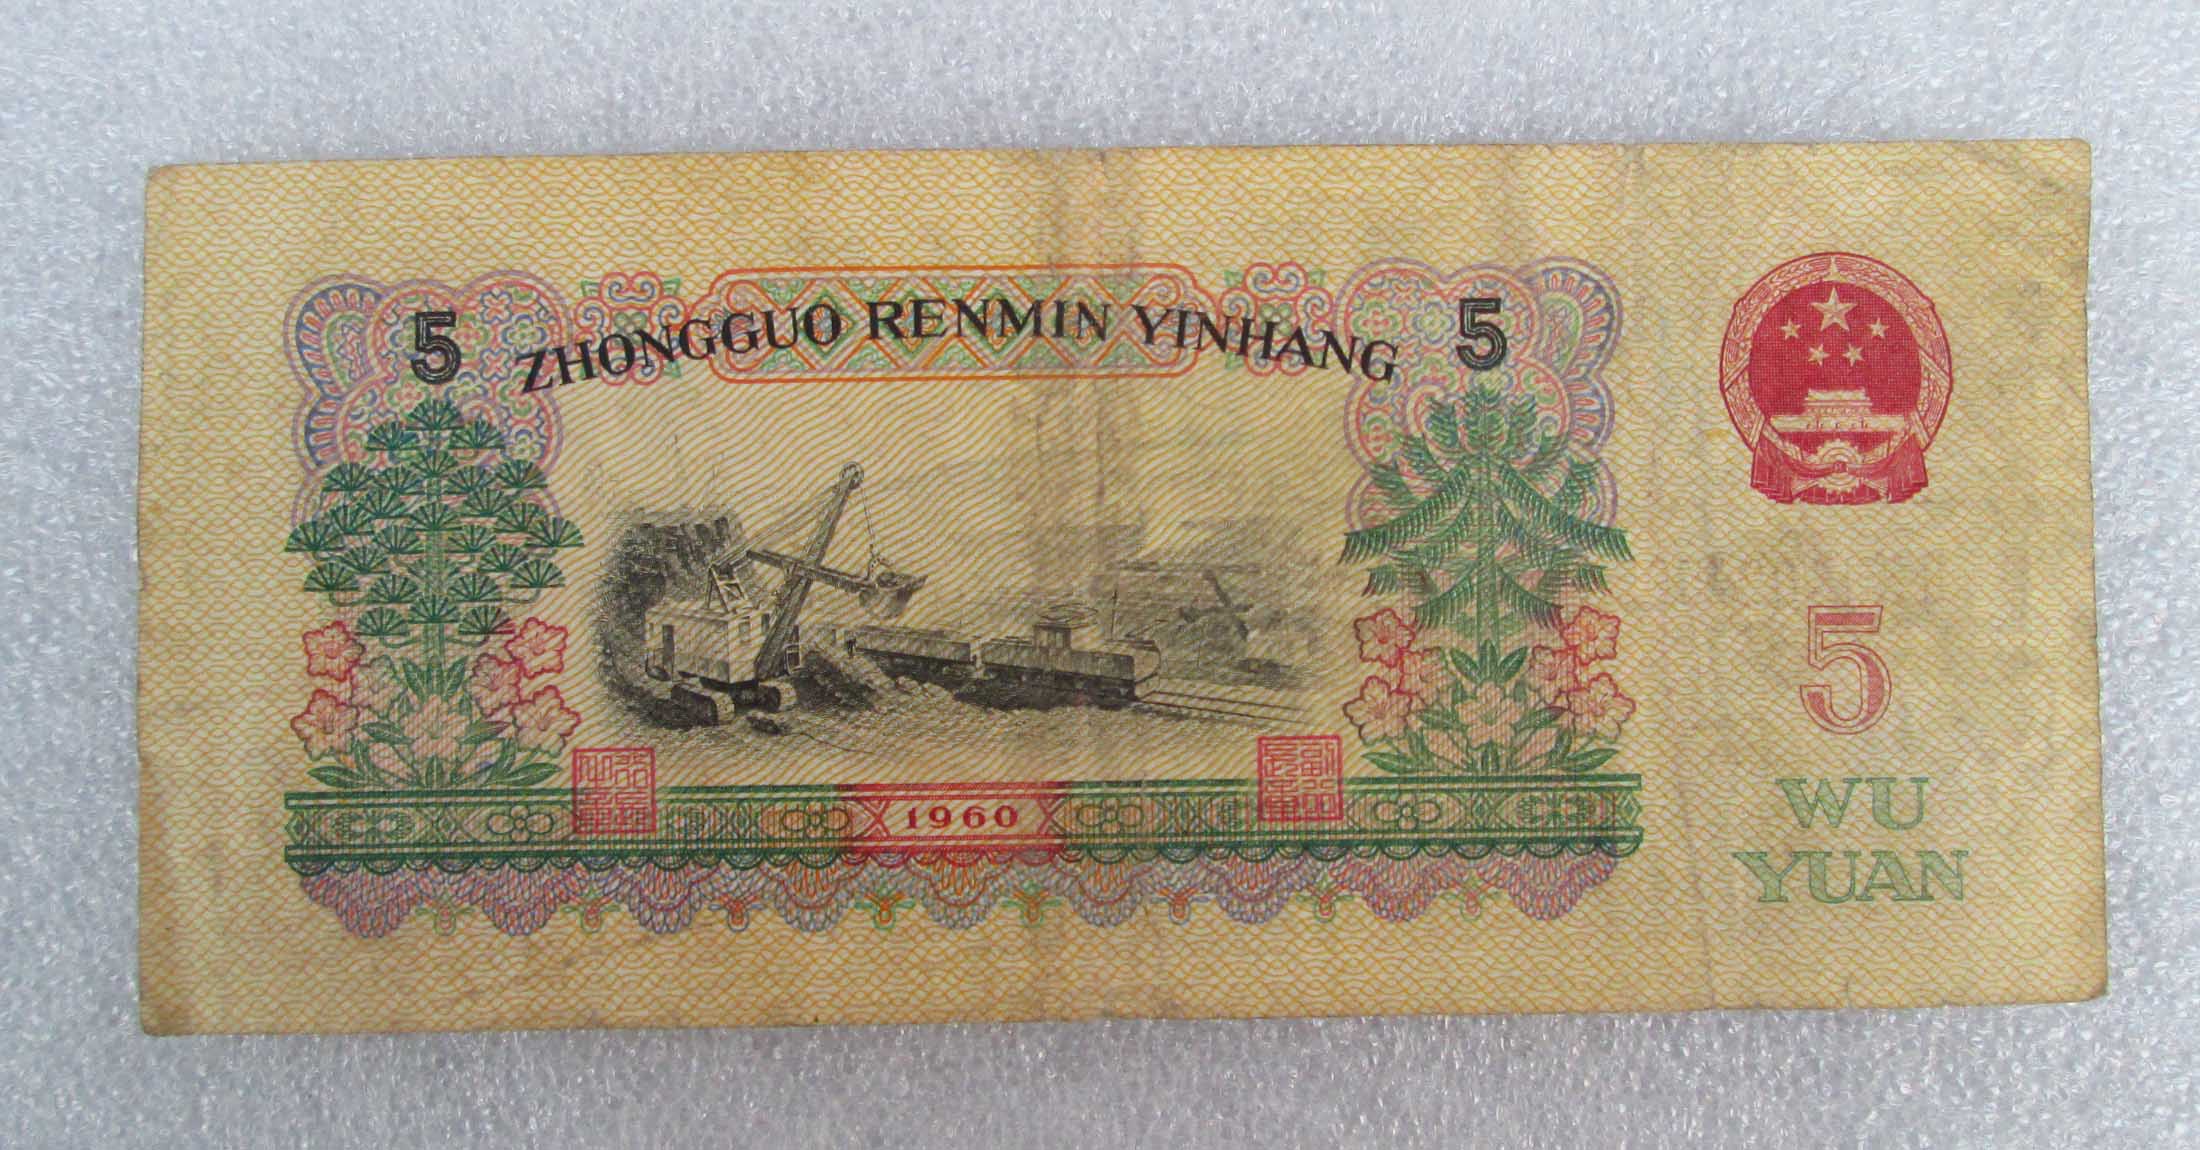 5 ZHONGGUO RENMIN YINHANG 5
5
1960
WU
YUAN